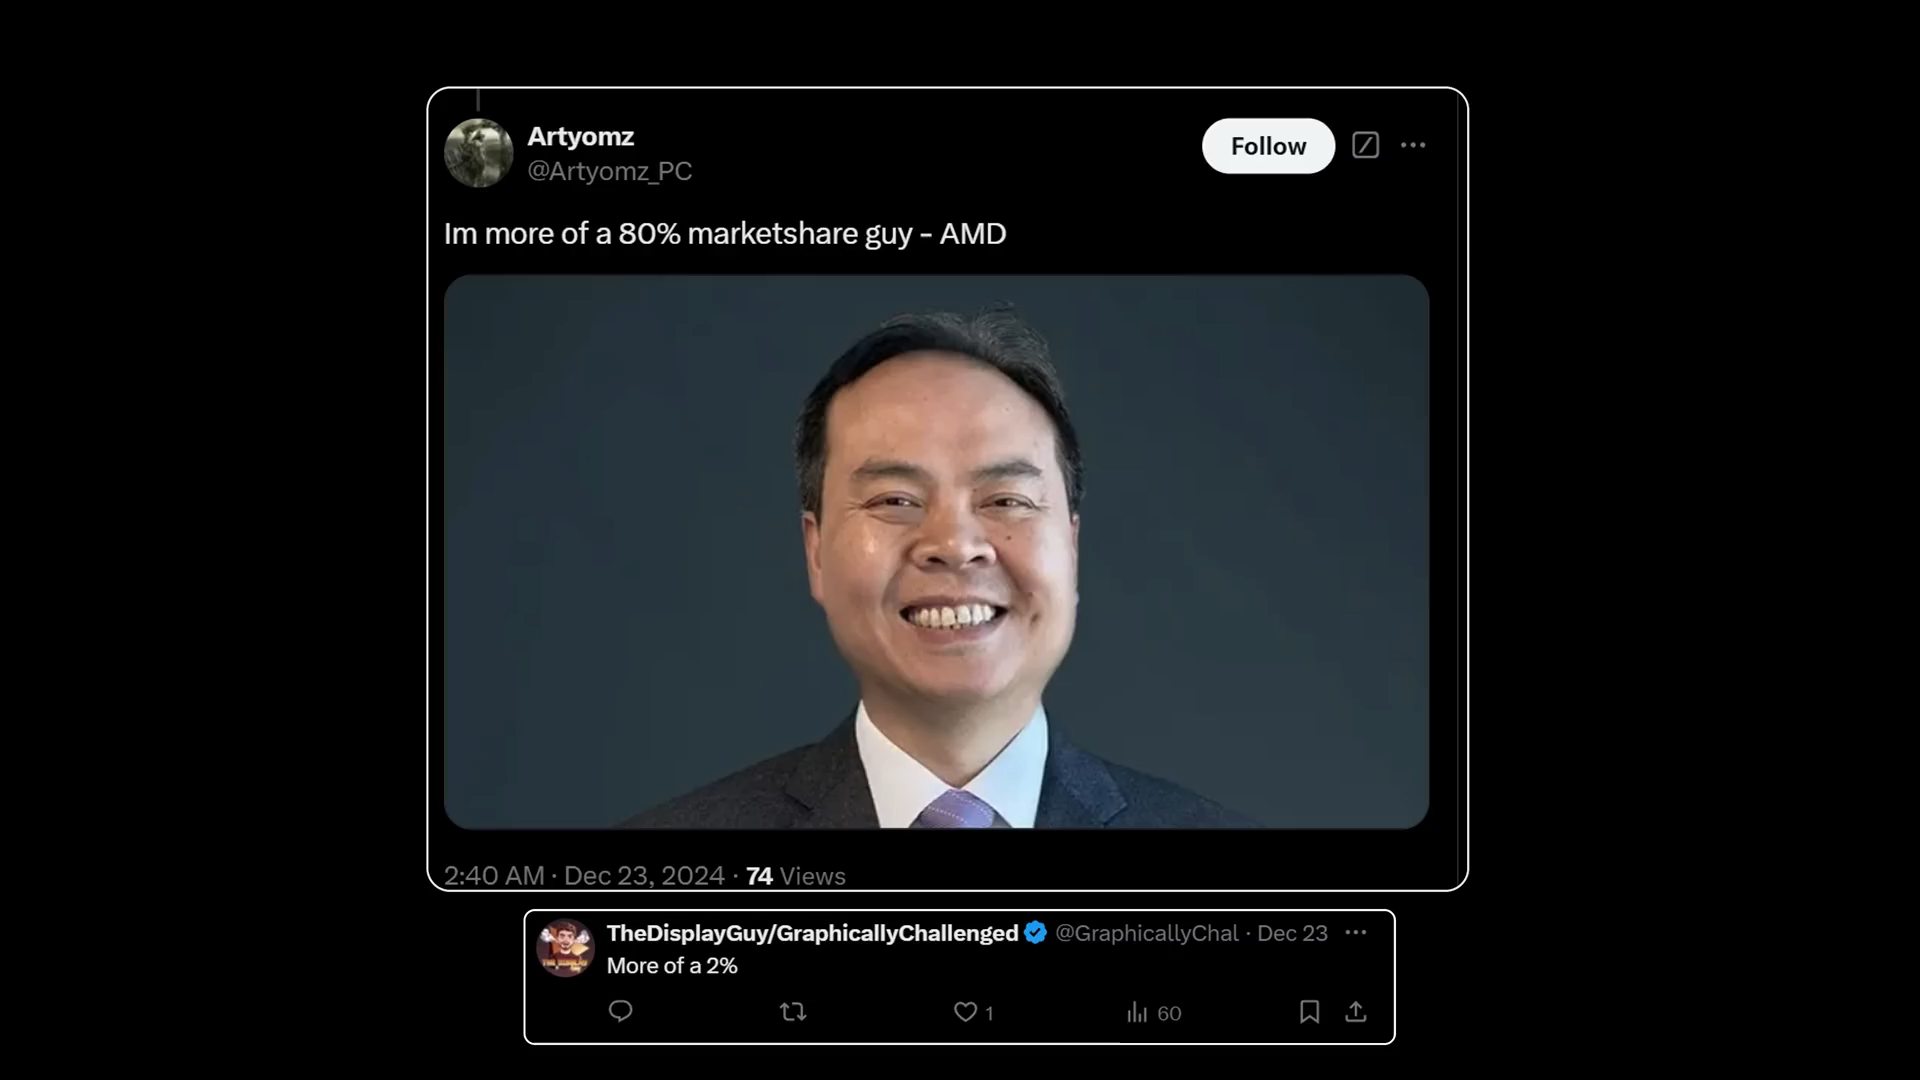 Artyomz
@Artyomz_PC
Follow
Im more of a 80% marketshare guy - AMD
2:40 AM · Dec 23, 2024 · 74 Views
TheDisplayGuy/GraphicallyChallenged @GraphicallyChal · Dec 23
More of a 2%
1
60